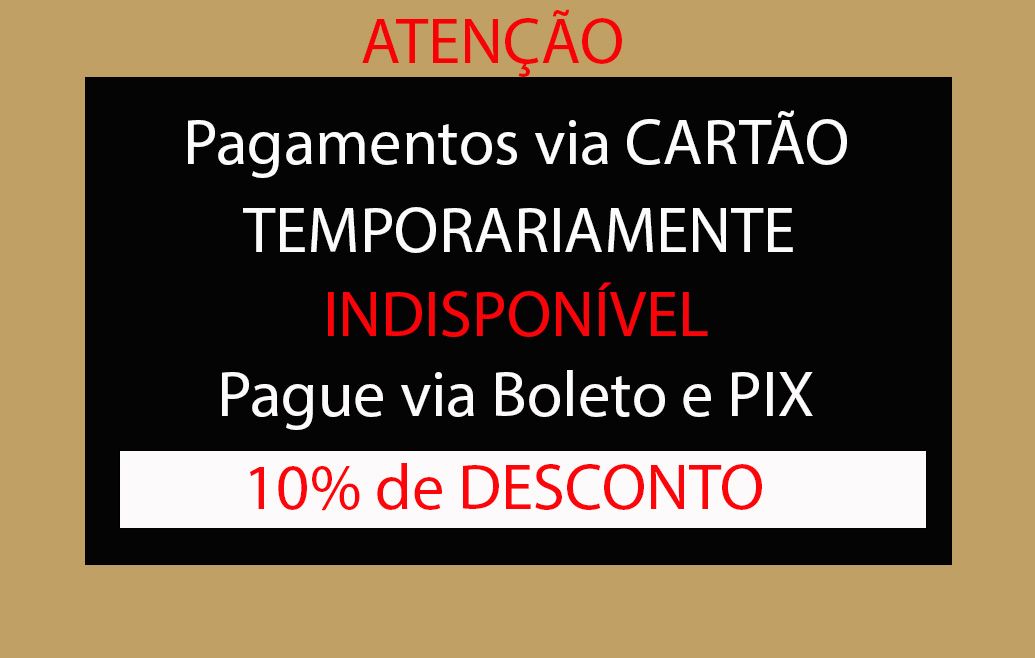 ATENÇÃO
Pagamentos via CARTÃO
TEMPORARIAMENTE
INDISPONÍVEL
Pague via Boleto e PIX
10% de DESCONTO